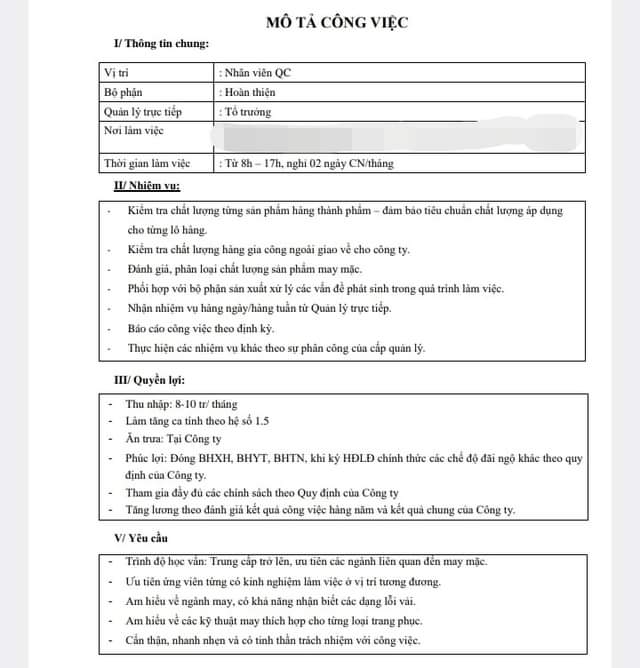 MÔ TẢ CÔNG VIỆC
I/ Thông tin chung:
Vị trí : Nhân viên QC
Bộ phận : Hoàn thiện
Quản lý trực tiếp : Tổ trưởng
Nơi làm việc
Thời gian làm việc : Từ 8h – 17h, nghỉ 02 ngày CN/tháng
II/ Nhiệm vụ:
- Kiểm tra chất lượng từng sản phẩm hàng thành phẩm – đảm bảo tiêu chuẩn chất lượng áp dụng
cho từng lô hàng.
- Kiểm tra chất lượng hàng gia công ngoài giao về cho công ty.
- Đánh giá, phân loại chất lượng sản phẩm may mặc.
- Phối hợp với bộ phận sản xuất xử lý các vấn đề phát sinh trong quá trình làm việc.
- Nhận nhiệm vụ hàng ngày/hàng tuần từ Quản lý trực tiếp.
- Báo cáo công việc theo định kỳ.
- Thực hiện các nhiệm vụ khác theo sự phân công của cấp quản lý.
III/ Quyền lợi:
- Thu nhập: 8-10 tr/ tháng
- Làm tăng ca tính theo hệ số 1.5
- Ăn trưa: Tại Công ty
- Phúc lợi: Đóng BHXH, BHYT, BHTN, khi ký HĐLĐ chính thức các chế độ đãi ngộ khác theo quy
định của Công ty.
- Tham gia đầy đủ các chính sách theo Quy định của Công ty
- Tăng lương theo đánh giá kết quả công việc hàng năm và kết quả chung của Công ty.
V/ Yêu cầu
- Trình độ học vấn: Trung cấp trở lên, ưu tiên các ngành liên quan đến may mặc.
- Ưu tiên ứng viên từng có kinh nghiệm làm việc ở vị trí tương đương.
- Am hiểu về ngành may, có khả năng nhận biết các dạng lỗi vải.
- Am hiểu về các kỹ thuật may thích hợp cho từng loại trang phục.
- Cẩn thận, nhanh nhẹn và có tinh thần trách nhiệm với công việc.